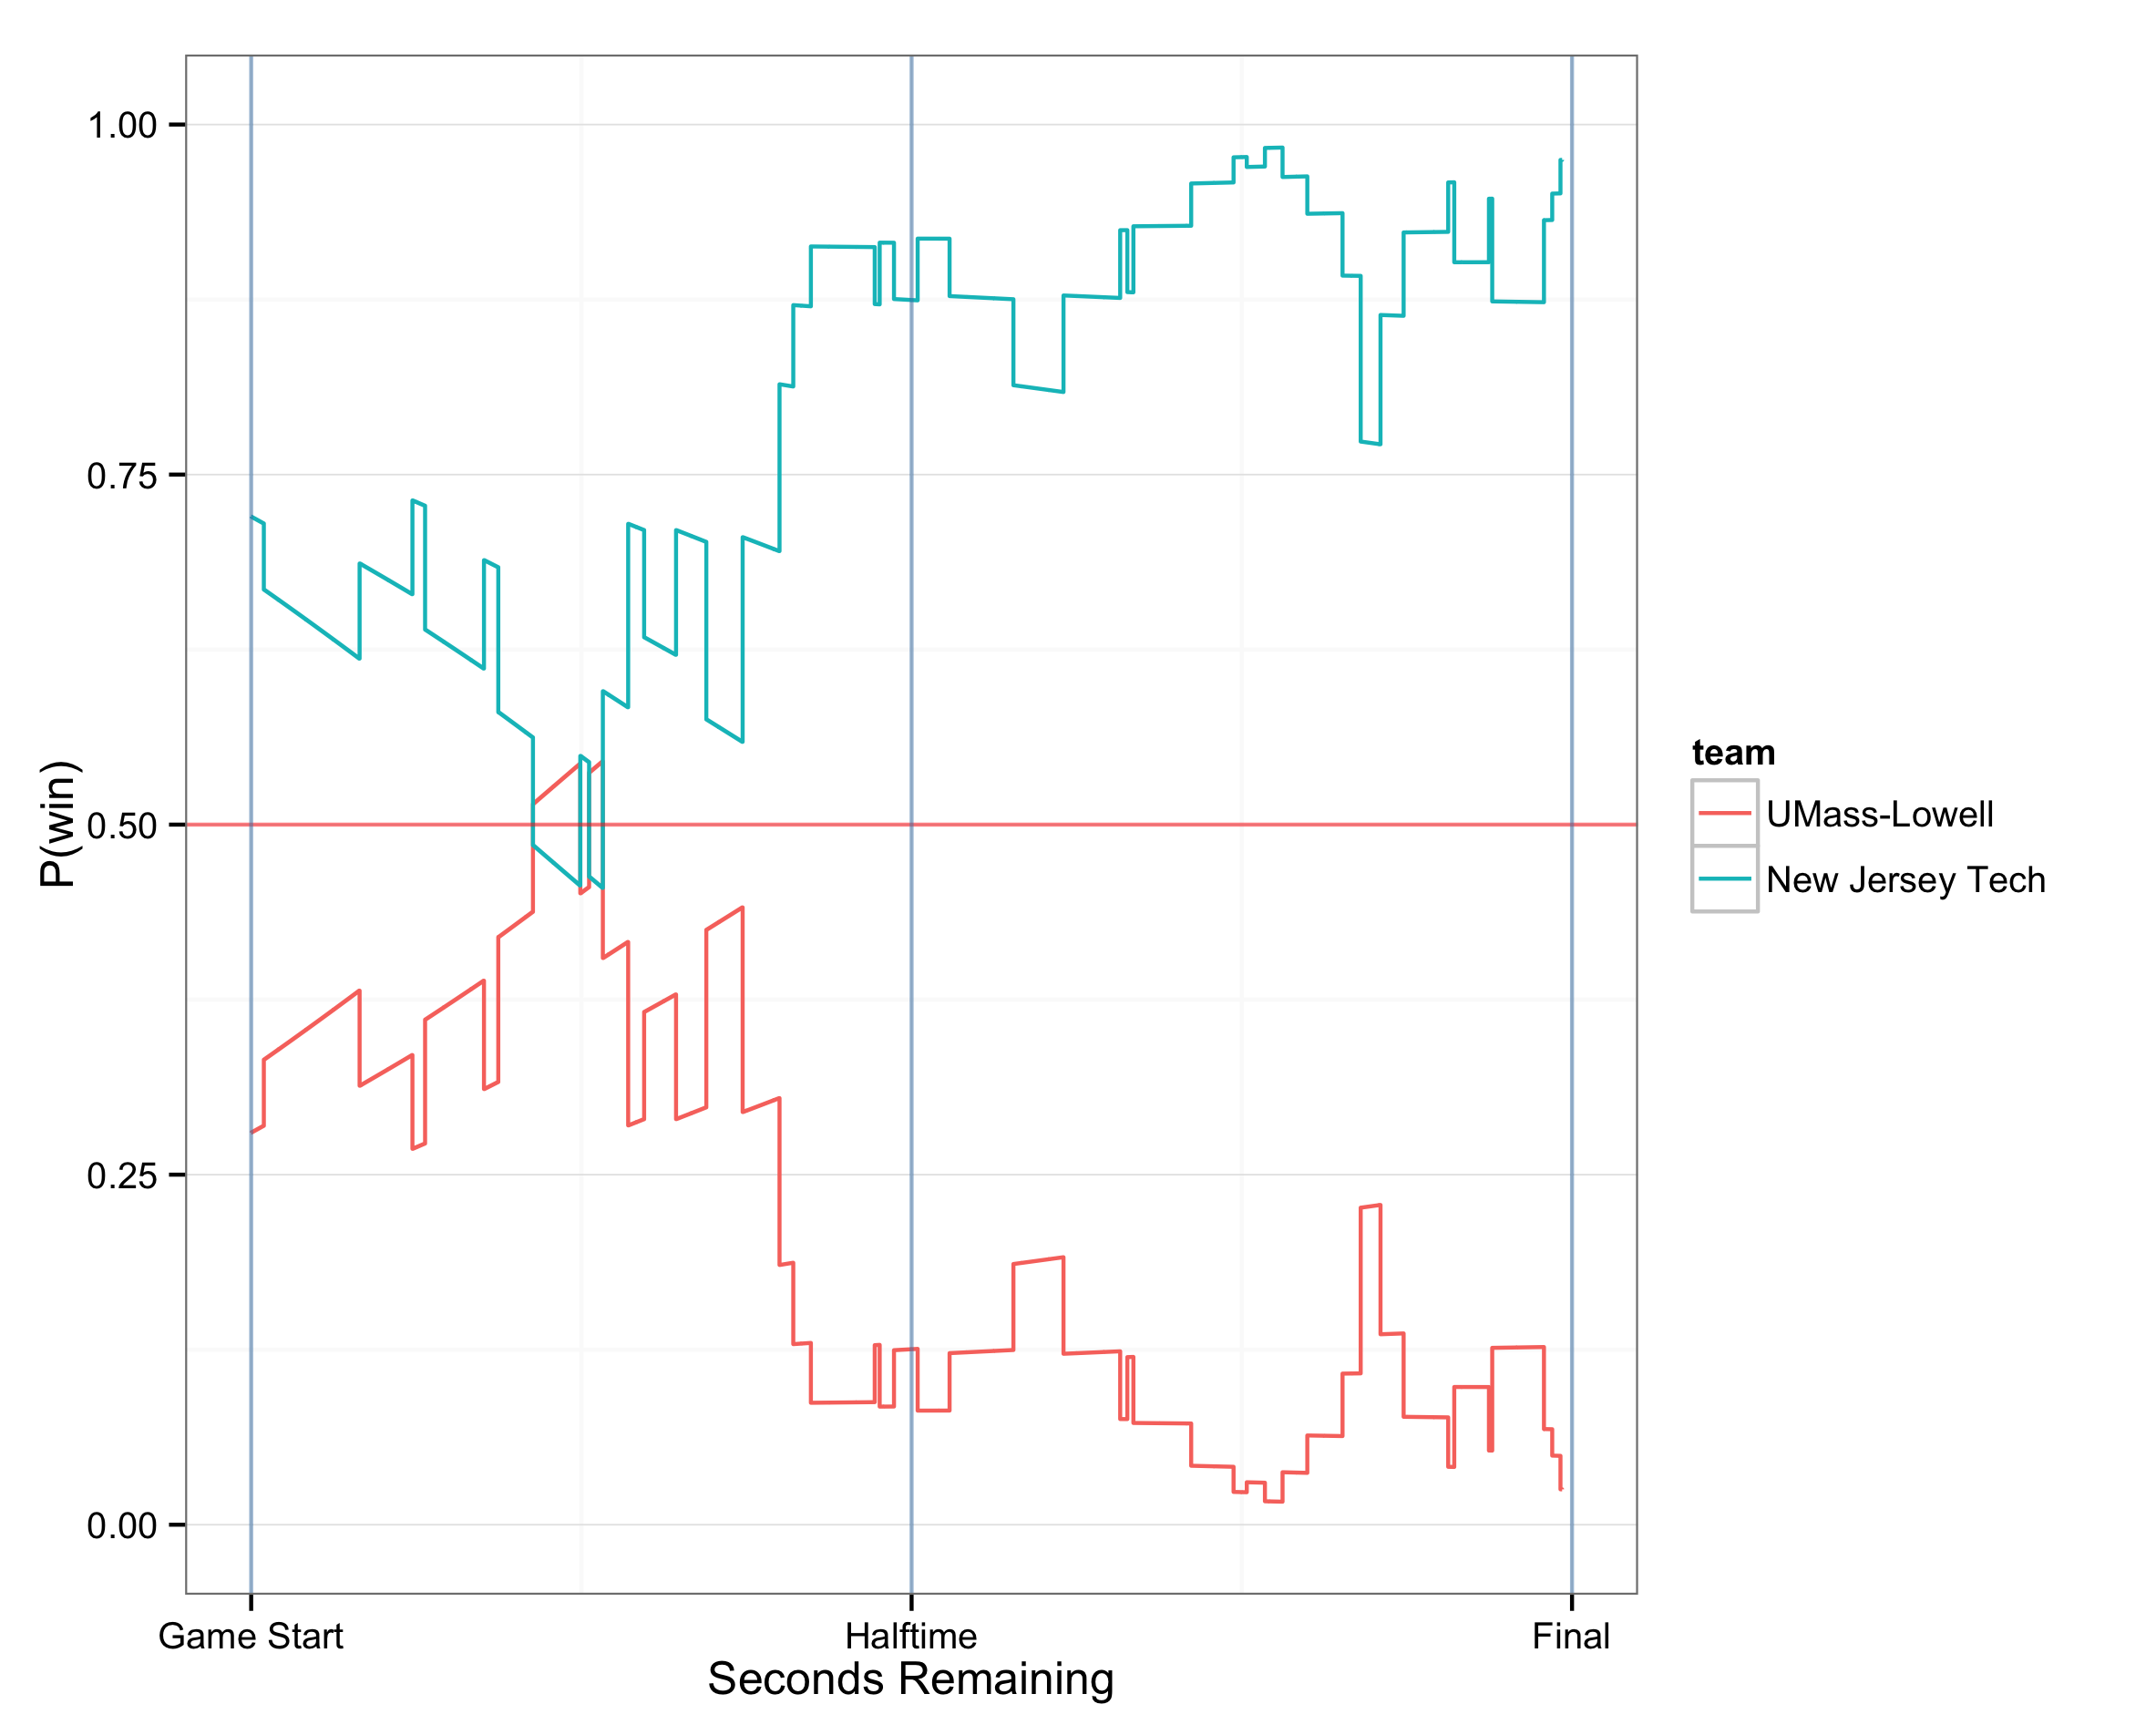 1.00
0.75
0.50
0.25
0.00
P(win)
Game Start
Halftime
Final
Seconds Remaining
team
UMass-Lowell
New Jersey Tech